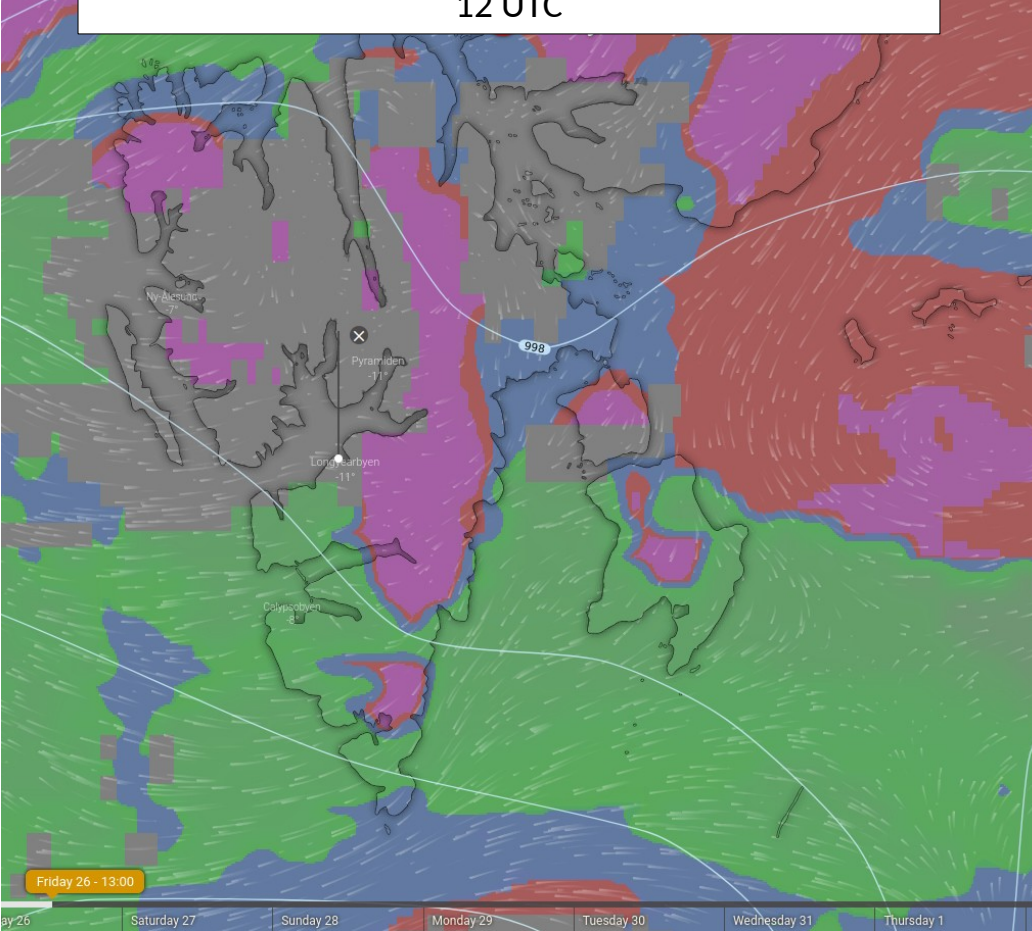 12 UTC
Ny-Ålesund
-7°
998
Pyramiden
-11°
Longyearbyen
-11°
Calypsobyen
-8°
Friday 26 - 13:00
ay 26 Saturday 27 Sunday 28 Monday 29 Tuesday 30 Wednesday 31 Thursday 1